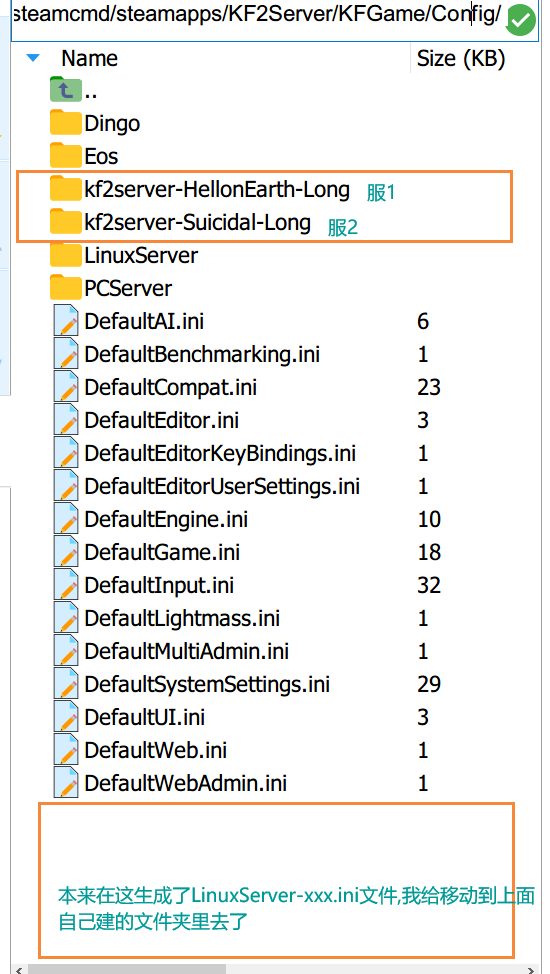 steamcmd/steamapps/KF2Server/KFGame/Config/
Name Size (KB)
..
Dingo
Eos
kf2server-HellonEarth-Long 服1
kf2server-Suicidal-Long 服2
LinuxServer
PCServer
DefaultAI.ini 6
DefaultBenchmarking.ini 1
DefaultCompat.ini 23
DefaultEditor.ini 3
DefaultEditorKeyBindings.ini 1
DefaultEditorUserSettings.ini 1
DefaultEngine.ini 10
DefaultGame.ini 18
DefaultInput.ini 32
DefaultLightmass.ini 1
DefaultMultiAdmin.ini 1
DefaultSystemSettings.ini 29
DefaultUI.ini 3
DefaultWeb.ini 1
DefaultWebAdmin.ini 1
本来在这生成了LinuxServer-xxx.ini文件,我给移动到上面
自己建的文件夹里去了